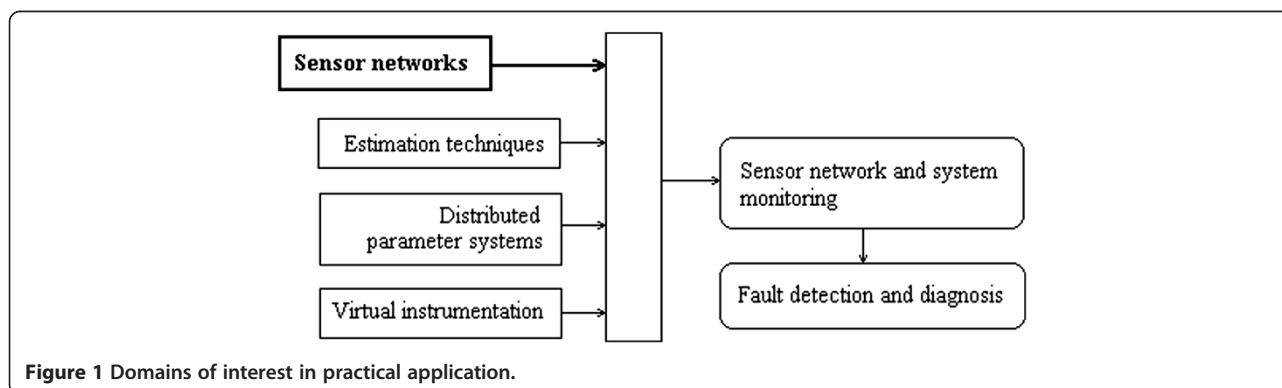 Sensor networks
Estimation techniques
Distributed
parameter systems
Virtual instrumentation
Sensor network and system
monitoring
Fault detection and diagnosis
Figure 1 Domains of interest in practical application.